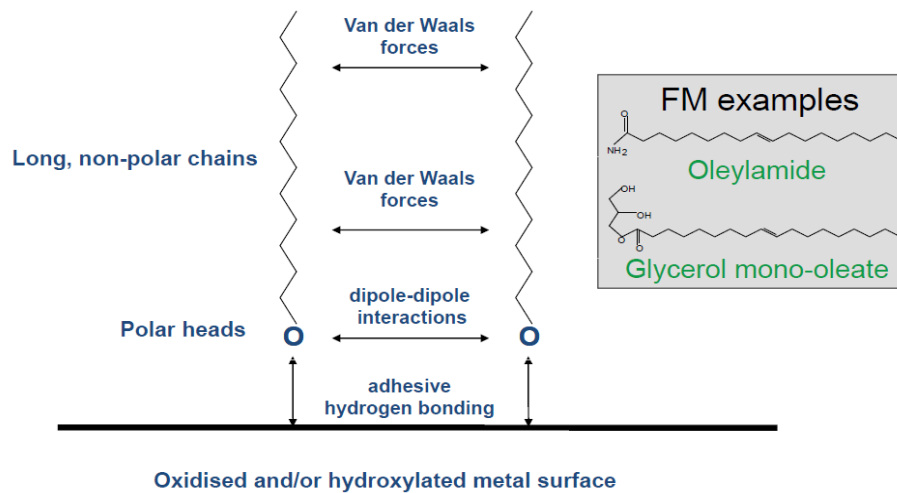 Van der Waals
forces
Long, non-polar chains
Van der Waals
forces
Polar heads
dipole-dipole
interactions
O
O
adhesive
hydrogen bonding
Oxidised and/or hydroxylated metal surface
FM examples
O
NH2
Oleylamide
OH
OH
O
O
Glycerol mono-oleate